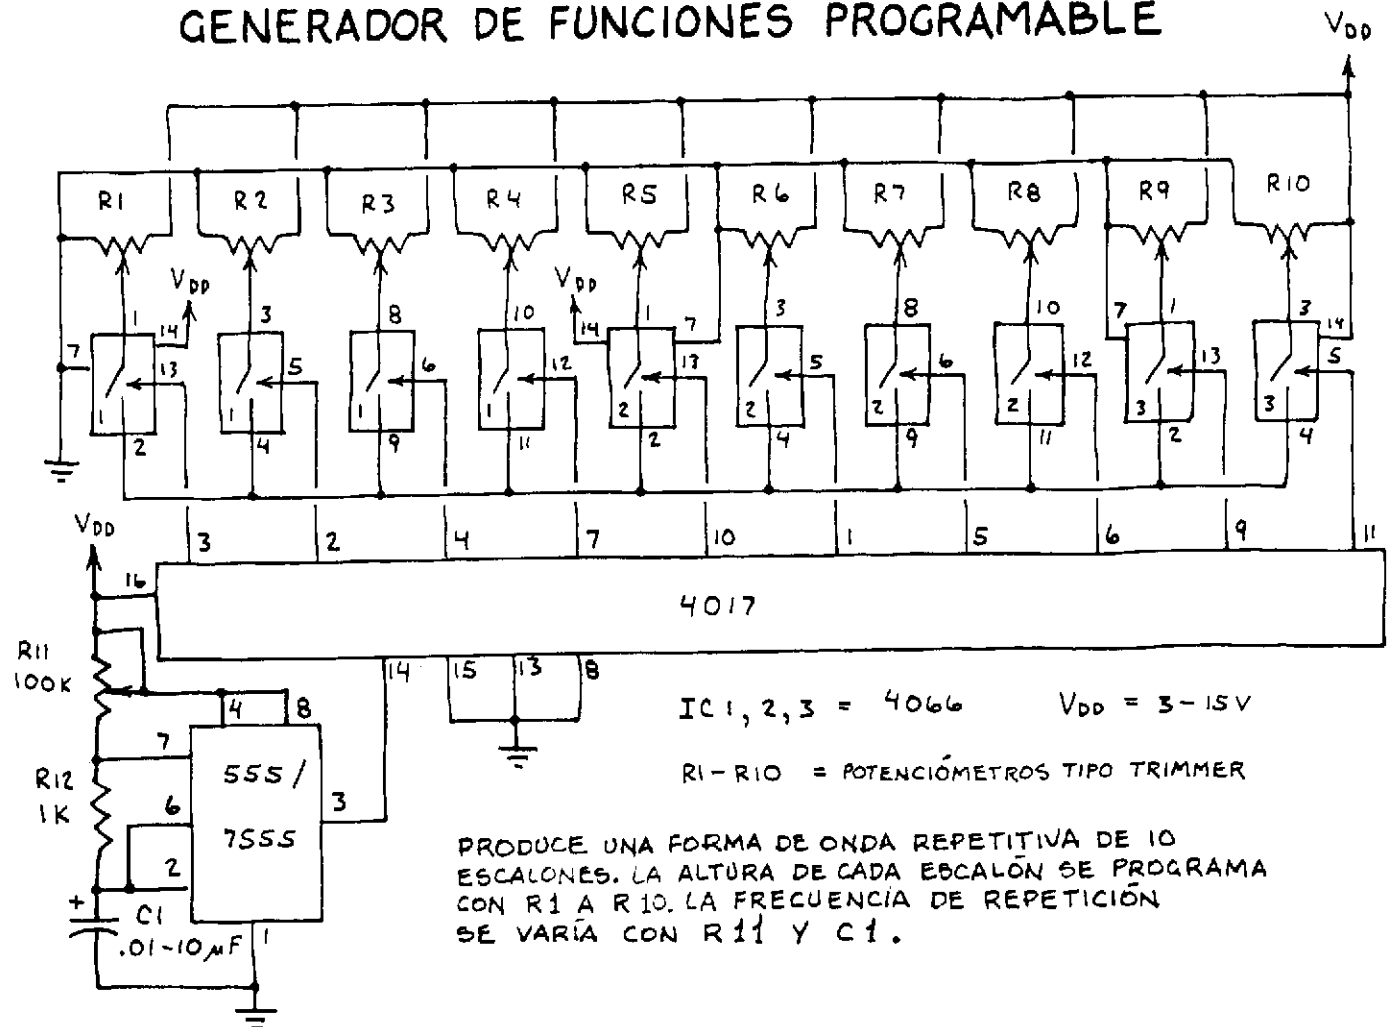 GENERADOR DE FUNCIONES PROGRAMABLE
VDD
R1 R2 R3 R4 R5 R6 R7 R8 R9 R10
VDD VDD
1 3 8 10 1 3 8 10 1 3
7 14 14 7 7 14
13 5 6 12 13 5 6 12 13 5
1 1 1 1 2 2 2 2 3 3
2 4 9 11 2 4 9 11 2 4
VDD
3 2 4 7 10 1 5 6 9 11
16
4017
R11
100K
14 15 13 8
4 8
IC 1, 2, 3 = 4066 VDD = 3-15V
7
555/
7555
R12
1K
6
3
2
R1-R10 = POTENCIÓMETROS TIPO TRIMMER
+
C1
.01-10 µF
1
PRODUCE UNA FORMA DE ONDA REPETITIVA DE 10
ESCALONES. LA ALTURA DE CADA ESCALÓN SE PROGRAMA
CON R1 A R10. LA FRECUENCIA DE REPETICIÓN
SE VARÍA CON R11 Y C1.